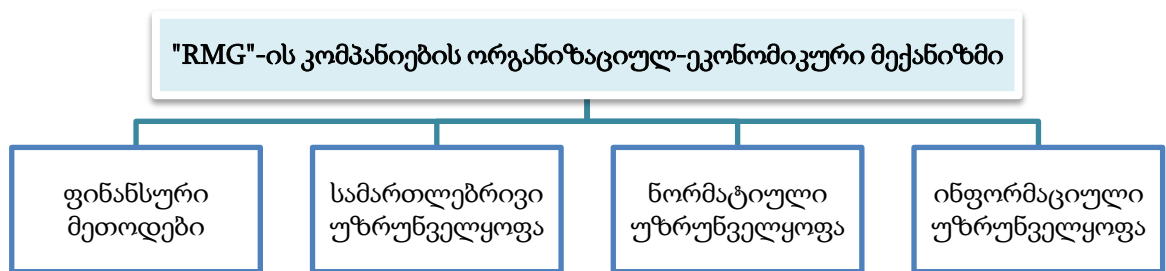 "RMG"-ის კომპანიების ორგანიზაციულ-ეკონომიკური მექანიზმი
ფინანსური
მეთოდები
სამართლებრივი
უზრუნველყოფა
ნორმატიული
უზრუნველყოფა
ინფორმაციული
უზრუნველყოფა